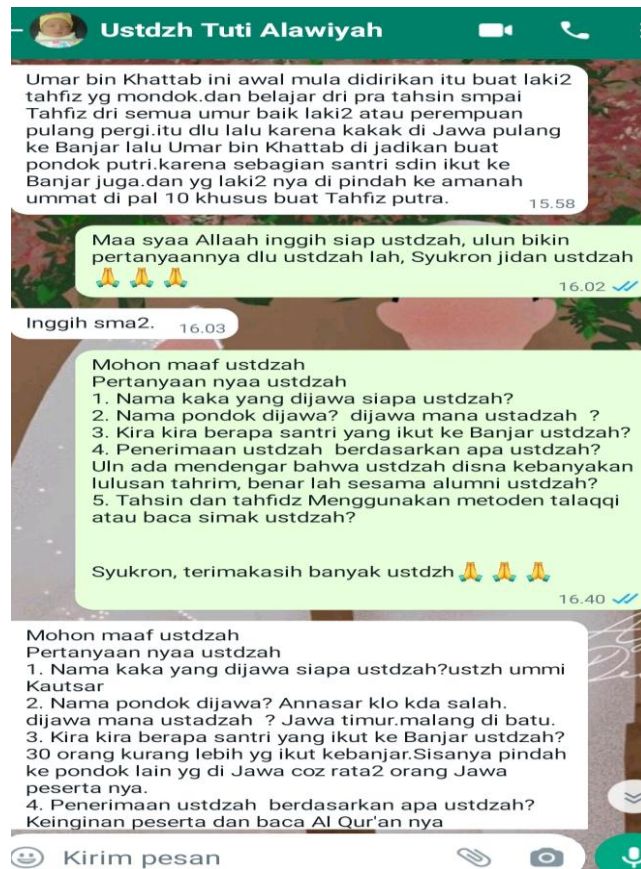 Ustdzh Tuti Alawiyah
Umar bin Khattab ini awal mula didirikan itu buat laki2
tahfiz yg mondok.dan belajar dri pra tahsin smpai
Tahfiz dri semua umur baik laki2 atau perempuan
pulang pergi.itu dlu lalu karena kakak di Jawa pulang
ke Banjar lalu Umar bin Khattab di jadikan buat
pondok putri.karena sebagian santri sdin ikut ke
Banjar juga.dan yg laki2 nya di pindah ke amanah
ummat di pal 10 khusus buat Tahfiz putra.
15.58
Maa syaa Allaah inggih siap ustdzah, ulun bikin
pertanyaannya dlu ustdzah lah, Syukron jidan ustdzah
🙏 🙏 🙏
16.02
Inggih sma2.
16.03
Mohon maaf ustdzah
Pertanyaan nyaa ustdzah
1. Nama kaka yang dijawa siapa ustdzah?
2. Nama pondok dijawa? dijawa mana ustadzah ?
3. Kira kira berapa santri yang ikut ke Banjar ustdzah?
4. Penerimaan ustdzah berdasarkan apa ustdzah?
Uln ada mendengar bahwa ustdzah disna kebanyakan
lulusan tahrim, benar lah sesama alumni ustdzah?
5. Tahsin dan tahfidz Menggunakan metoden talaqqi
atau baca simak ustdzah?
Syukron, terimakasih banyak ustdzh 🙏 🙏 🙏
16.40
Mohon maaf ustdzah
Pertanyaan nyaa ustdzah
1. Nama kaka yang dijawa siapa ustdzah?ustzh ummi
Kautsar
2. Nama pondok dijawa? Annasar klo kda salah.
dijawa mana ustadzah ? Jawa timur.malang di batu.
3. Kira kira berapa santri yang ikut ke Banjar ustdzah?
30 orang kurang lebih yg ikut kebanjar.Sisanya pindah
ke pondok lain yg di Jawa coz rata2 orang Jawa
peserta nya.
4. Penerimaan ustdzah berdasarkan apa ustdzah?
Keinginan peserta dan baca Al Qur'an nya
Kirim pesan